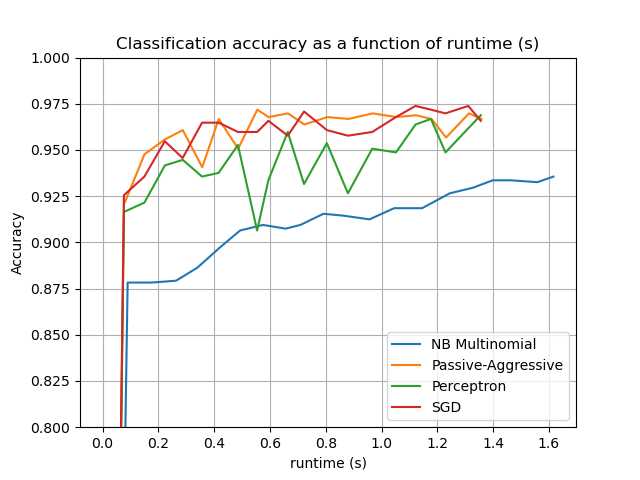 Classification accuracy as a function of runtime (s)
1.000
0.975
0.950
0.925
0.900
0.875
0.850
0.825
0.800
Accuracy
NB Multinomial
Passive-Aggressive
Perceptron
SGD
0.0 0.2 0.4 0.6 0.8 1.0 1.2 1.4 1.6
runtime (s)